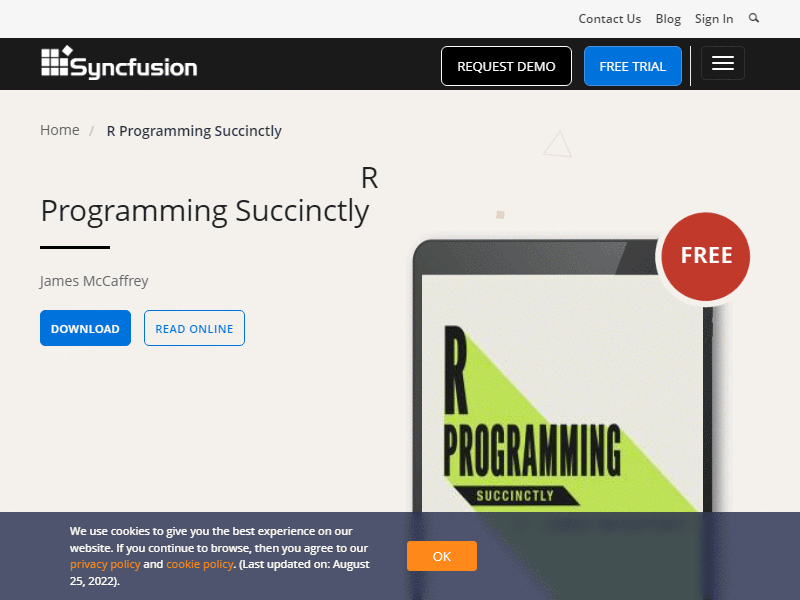 Contact Us Blog Sign In
Syncfusion
REQUEST DEMO FREE TRIAL
Home / R Programming Succinctly
R
Programming Succinctly
James McCaffrey
DOWNLOAD READ ONLINE
FREE
R
PROGRAMMING
SUCCINCTLY
We use cookies to give you the best experience on our
website. If you continue to browse, then you agree to our
privacy policy and cookie policy. (Last updated on: August
25, 2022).
OK